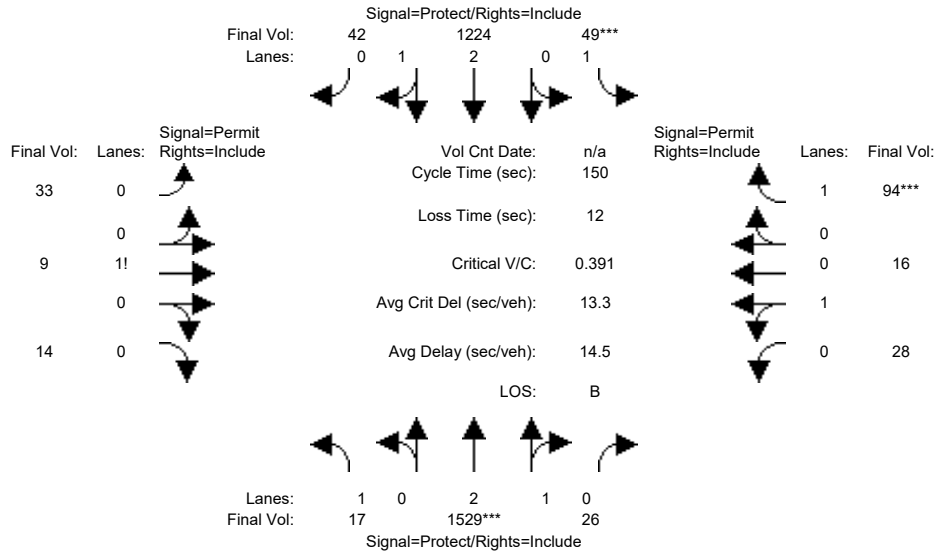 Signal=Protect/Rights=Include
Final Vol: 42 1224 49***
Lanes: 0 1 2 0 1
Signal=Permit Signal=Permit
Final Vol: Lanes: Rights=Include Vol Cnt Date: n/a Rights=Include Lanes: Final Vol:
Cycle Time (sec): 150
33 0 1 94***
Loss Time (sec): 12
0 0
9 1! Critical V/C: 0.391 0 16
0 Avg Crit Del (sec/veh): 13.3 1
14 0 Avg Delay (sec/veh): 14.5 0 28
LOS: B
Lanes: 1 0 2 1 0
Final Vol: 17 1529*** 26
Signal=Protect/Rights=Include